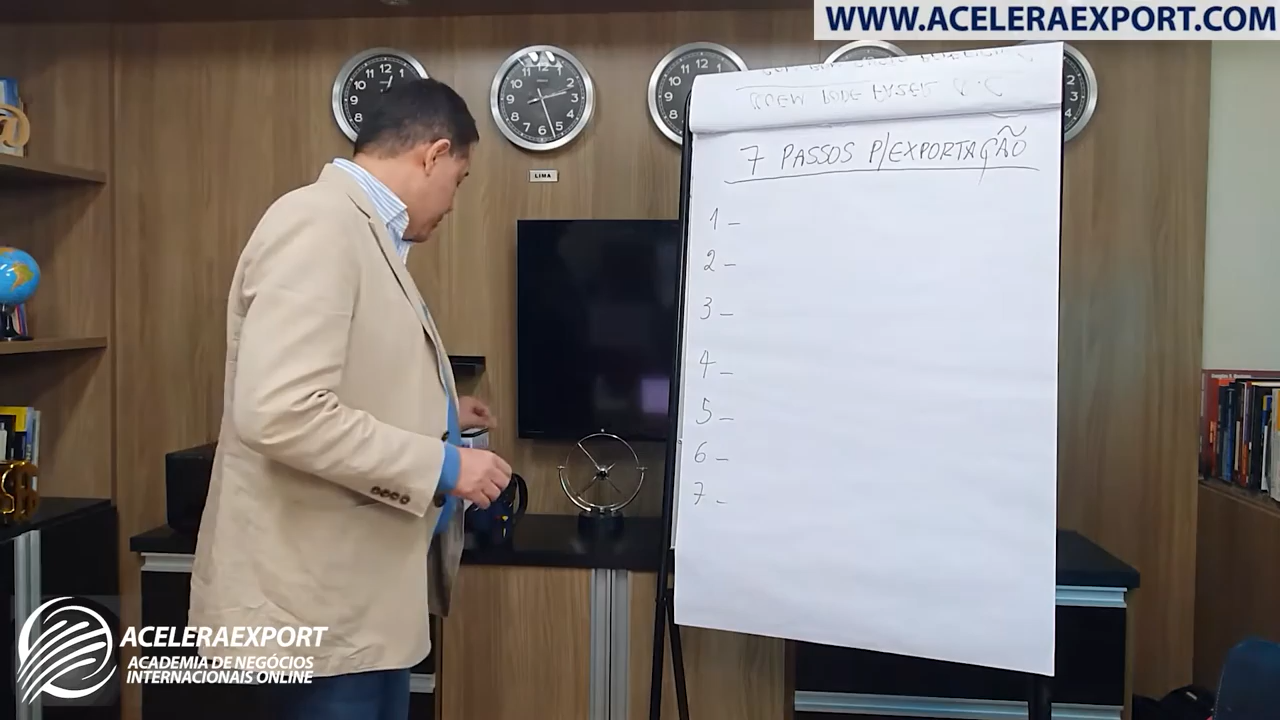 WWW.ACELERAEXPORT.COM
7 PASSOS P/EXPORTAÇÃO
1 -
2 -
3 -
4 -
5 -
6 -
7 -
LIMA
ACELERAEXPORT
ACADEMIA DE NEGÓCIOS
INTERNACIONAIS ONLINE